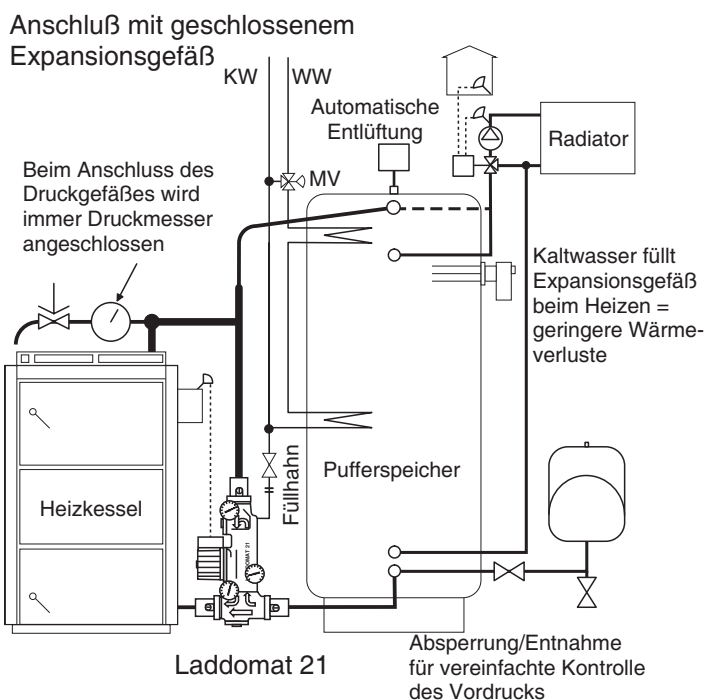 Anschluß mit geschlossenem
Expansionsgefäß
KW
WW
Automatische
Entlüftung
Radiator
Beim Anschluss des
Druckgefäßes wird
immer Druckmesser
angeschlossen
MV
Kaltwasser füllt
Expansionsgefäß
beim Heizen =
geringere Wärme-
verluste
Füllhahn
Pufferspeicher
Heizkessel
LADDOMAT 21
Laddomat 21
Absperrung/Entnahme
für vereinfachte Kontrolle
des Vordrucks